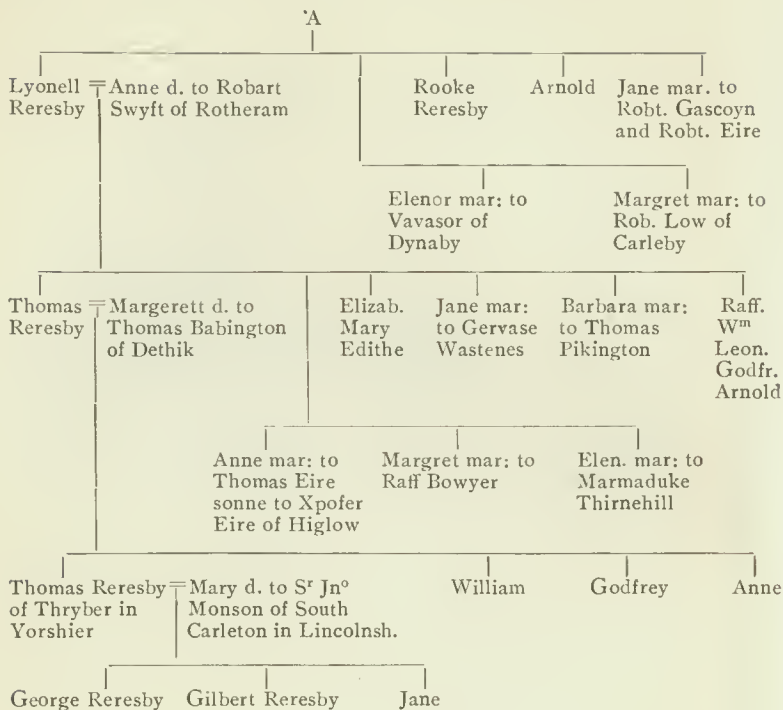 'A
Lyonell
Reresby
Anne d. to Robart
Swyft of Rotheram
Rooke
Reresby
Arnold
Jane mar. to
Robt. Gascoyn
and Robt. Eire
Elenor mar: to
Vavasor of
Dynaby
Margret mar: to
Rob. Low of
Carleby
Thomas
Reresby
Margerett d. to
Thomas Babington
of Dethik
Elizab.
Mary
Edithe
Jane mar:
to Gervase
Wastenes
Barbara mar:
to Thomas
Pikington
Raff.
Wm
Leon.
Godfr.
Arnold
Anne mar: to
Thomas Eire
sonne to Xpofer
Eire of Higlow
Margret mar: to
Raff Bowyer
Elen. mar: to
Marmaduke
Thirnehill
Thomas Reresby
of Thryber in
Yorshier
Mary d. to Sr Jno
Monson of South
Carleton in Lincolnsh.
William
Godfrey
Anne
George Reresby
Gilbert Reresby
Jane